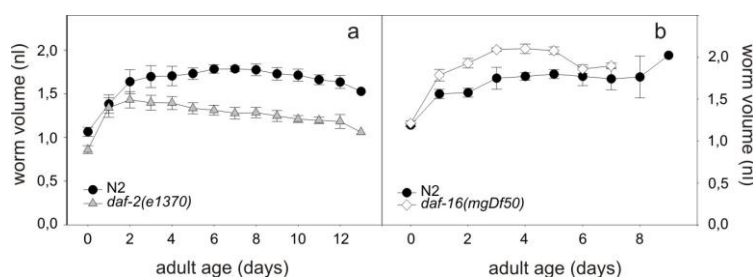 a
b
worm volume (nl)
2,0
1,5
1,0
0,5
0,0
N2
daf-2(e1370)
0 2 4 6 8 10 12
adult age (days)
N2
daf-16(mgDf50)
0 2 4 6 8
adult age (days)
2,0
1,5
1,0
0,5
0,0
worm volume (nl)